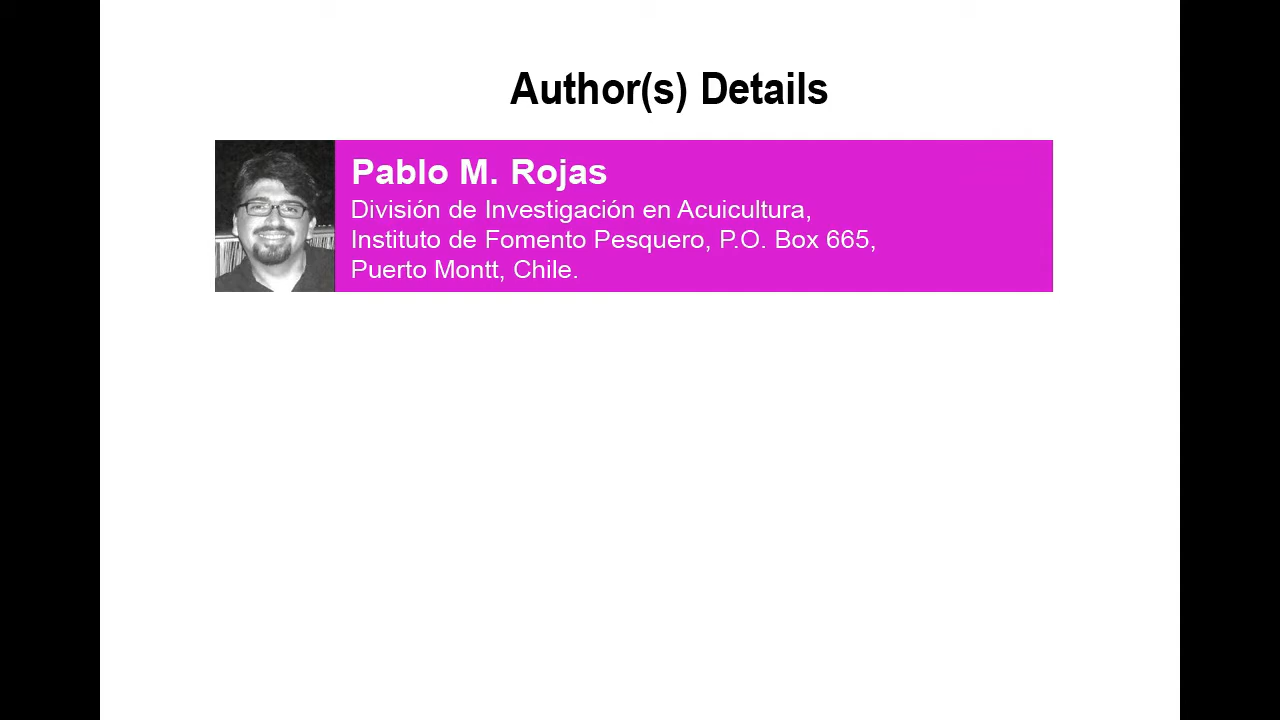 Author(s) Details
Pablo M. Rojas
División de Investigación en Acuicultura,
Instituto de Fomento Pesquero, P.O. Box 665,
Puerto Montt, Chile.